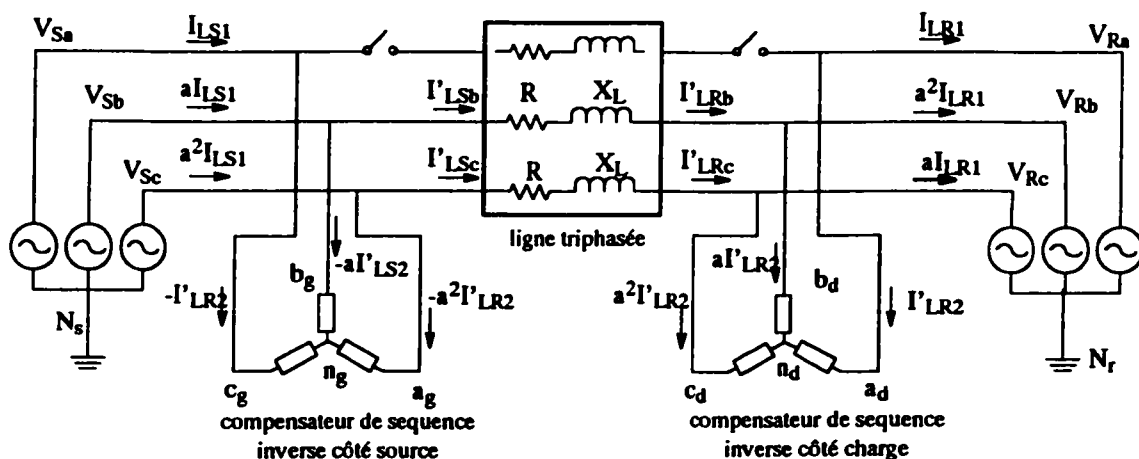 V_Sa I_LS1 I_LR1 V_Ra
V_Sb aI_LS1 I'_LSb R X_L I'_LRb a²I_LR1 V_Rb
V_Sc a²I_LS1 I'_LSc R X_L I'_LRc aI_LR1 V_Rc
ligne triphasée
-I'_LR2 b_g -aI'_LS2 -a²I'_LR2 a²I'_LR2 aI'_LR2 b_d I'_LR2
N_s N_r
c_g n_g a_g c_d n_d a_d
compensateur de sequence
inverse côté source
compensateur de sequence
inverse côté charge